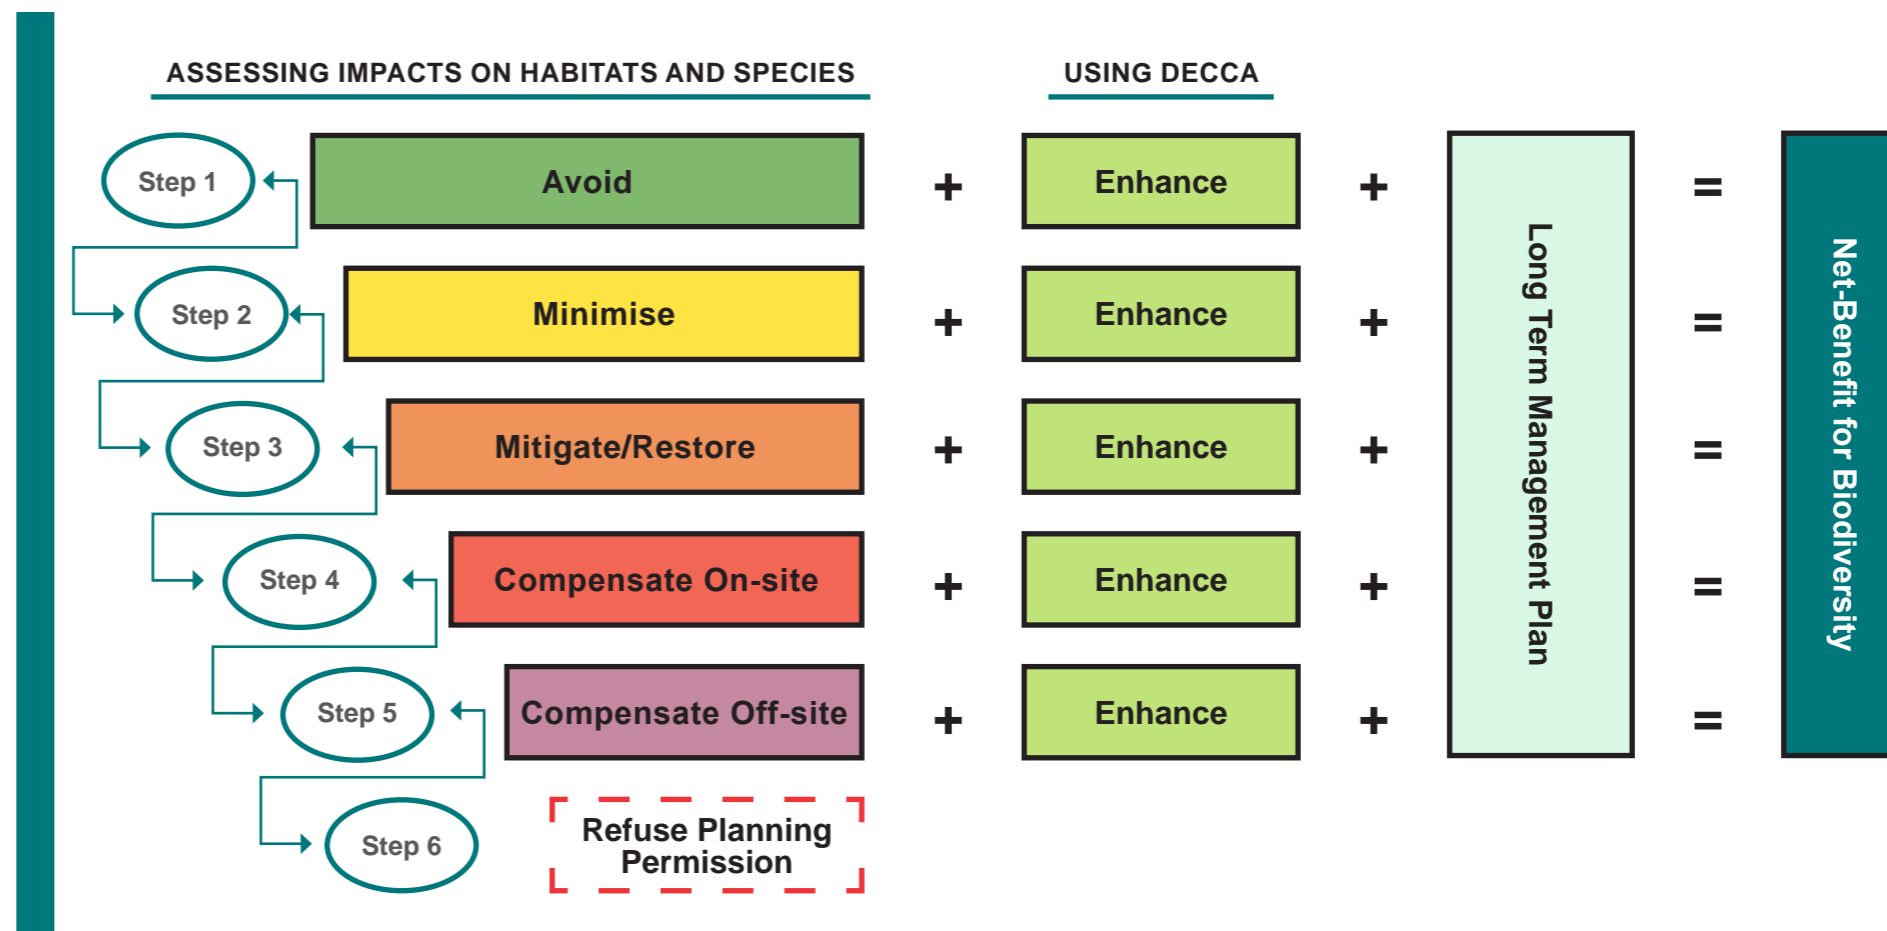 ASSESSING IMPACTS ON HABITATS AND SPECIES
USING DECCA
Step 1
Avoid
+
Enhance
+
=
Step 2
Minimise
+
Enhance
+
=
Step 3
Mitigate/Restore
+
Enhance
+
=
Step 4
Compensate On-site
+
Enhance
+
=
Step 5
Compensate Off-site
+
Enhance
+
=
Step 6
Refuse Planning
Permission
Long Term Management Plan
Net-Benefit for Biodiversity